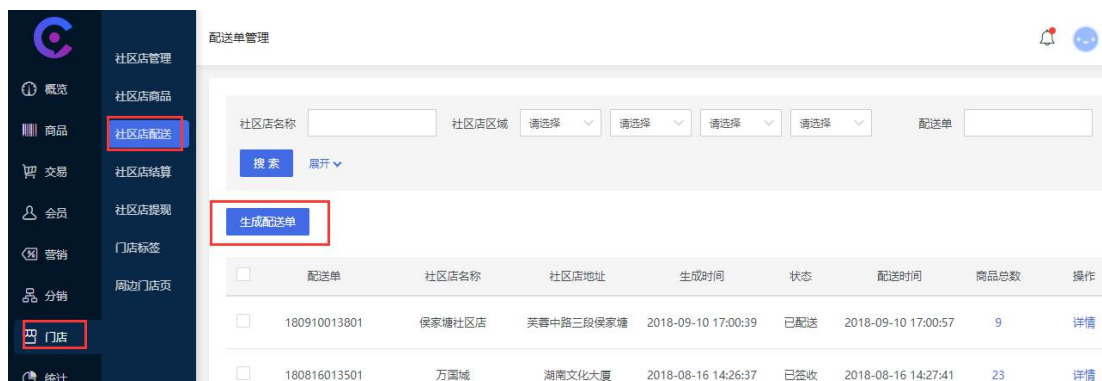 配送单管理
概览
商品
交易
会员
营销
分销
门店
统计
社区店管理
社区店商品
社区店配送
社区店结算
社区店提现
门店标签
周边门店页
社区店名称 社区店区域 请选择 请选择 请选择 请选择 配送单
搜索 展开
生成配送单
配送单 社区店名称 社区店地址 生成时间 状态 配送时间 商品总数 操作
180910013801 侯家塘社区店 芙蓉中路三段侯家塘 2018-09-10 17:00:39 已配送 2018-09-10 17:00:57 9 详情
180816013501 万国城 湖南文化大厦 2018-08-16 14:26:37 已签收 2018-08-16 14:27:41 23 详情